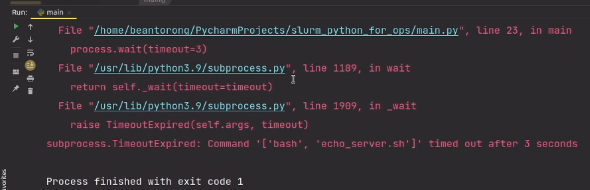 Run: main
File "/home/beantorong/PycharmProjects/slurm_python_for_ops/main.py", line 23, in main
process.wait(timeout=3)
File "/usr/lib/python3.9/subprocess.py", line 1189, in wait
return self._wait(timeout=timeout)
File "/usr/lib/python3.9/subprocess.py", line 1909, in _wait
raise TimeoutExpired(self.args, timeout)
subprocess.TimeoutExpired: Command '['bash', 'echo_server.sh']' timed out after 3 seconds
Process finished with exit code 1